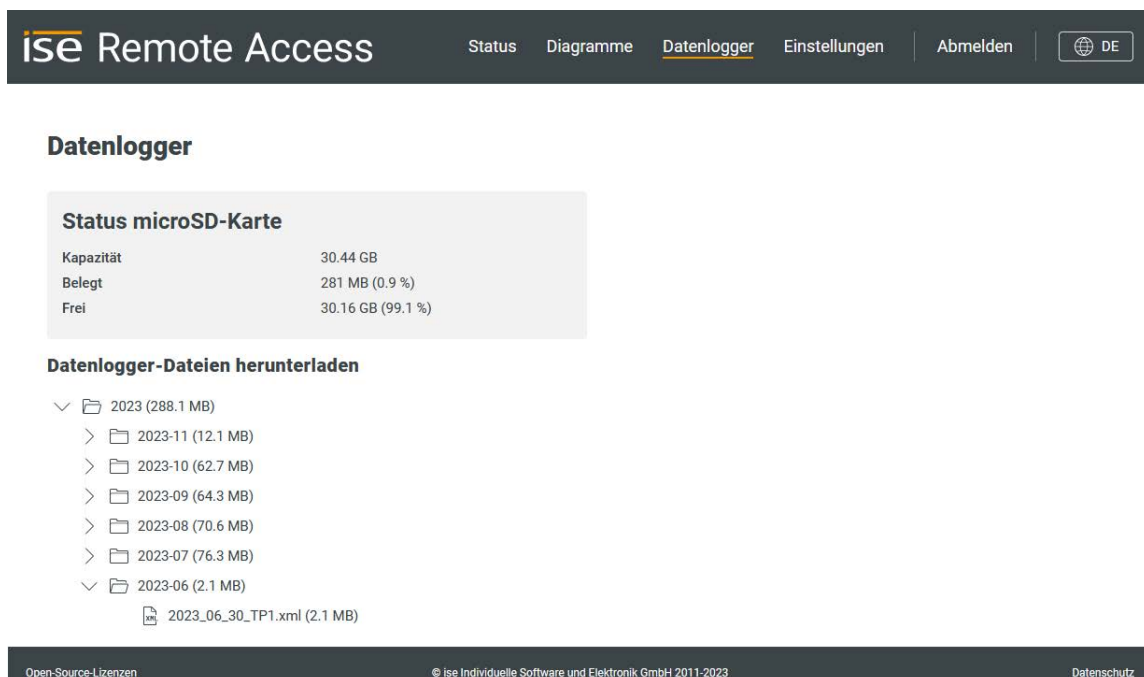 ise Remote Access Status Diagramme Datenlogger Einstellungen Abmelden DE
Datenlogger
Status microSD-Karte
Kapazität 30.44 GB
Belegt 281 MB (0.9 %)
Frei 30.16 GB (99.1 %)
Datenlogger-Dateien herunterladen
2023 (288.1 MB)
2023-11 (12.1 MB)
2023-10 (62.7 MB)
2023-09 (64.3 MB)
2023-08 (70.6 MB)
2023-07 (76.3 MB)
2023-06 (2.1 MB)
XML 2023_06_30_TP1.xml (2.1 MB)
Open-Source-Lizenzen © ise Individuelle Software und Elektronik GmbH 2011-2023 Datenschutz